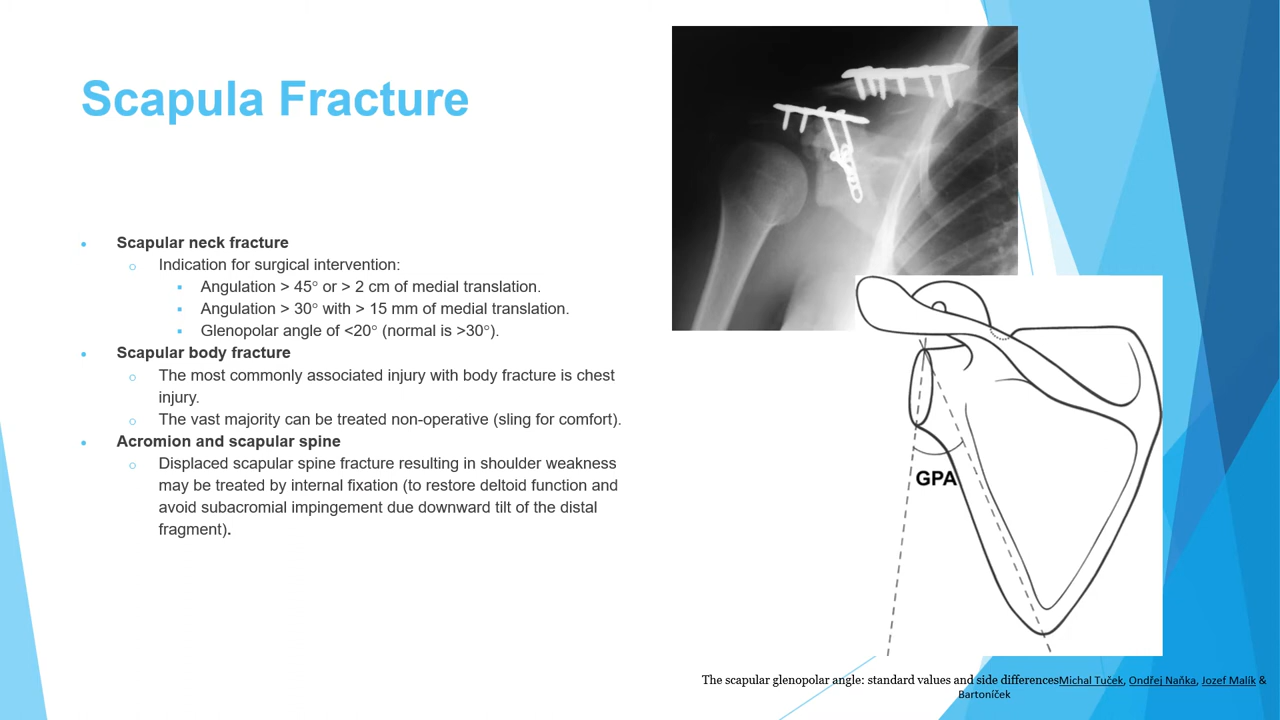 Scapula Fracture
Scapular neck fracture
Indication for surgical intervention:
Angulation > 45° or > 2 cm of medial translation.
Angulation > 30° with > 15 mm of medial translation.
Glenopolar angle of <20° (normal is >30°).
Scapular body fracture
The most commonly associated injury with body fracture is chest
injury.
The vast majority can be treated non-operative (sling for comfort).
Acromion and scapular spine
Displaced scapular spine fracture resulting in shoulder weakness
may be treated by internal fixation (to restore deltoid function and
avoid subacromial impingement due downward tilt of the distal
fragment).
GPA
The scapular glenopolar angle: standard values and side differencesMichal Tuček, Ondřej Naňka, Jozef Malík &
Bartoníček